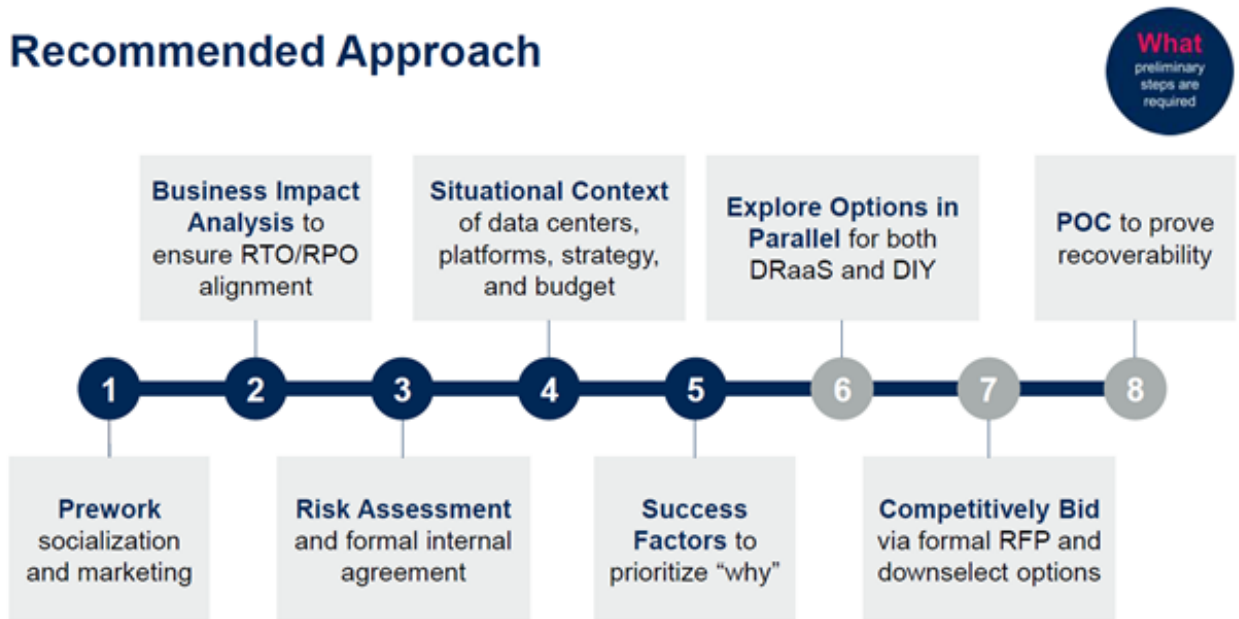 Recommended Approach
What
preliminary
steps are
required
Business Impact
Analysis to
ensure RTO/RPO
alignment
Situational Context
of data centers,
platforms, strategy,
and budget
Explore Options in
Parallel for both
DRaaS and DIY
POC to prove
recoverability
1
2
3
4
5
6
7
8
Prework
socialization
and marketing
Risk Assessment
and formal internal
agreement
Success
Factors to
prioritize “why”
Competitively Bid
via formal RFP and
downselect options